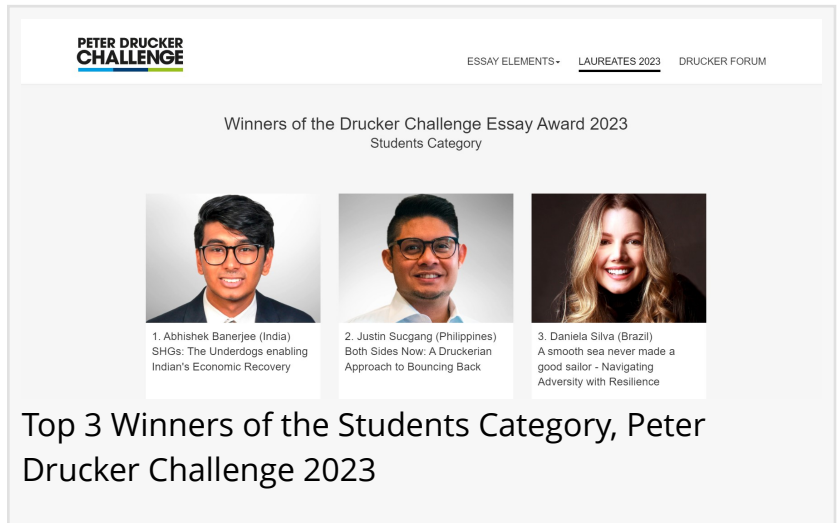 PETER DRUCKER
CHALLENGE
ESSAY ELEMENTS
LAUREATES 2023
DRUCKER FORUM
Winners of the Drucker Challenge Essay Award 2023
Students Category
1. Abhishek Banerjee (India)
SHGs: The Underdogs enabling
Indian's Economic Recovery
2. Justin Sucgang (Philippines)
Both Sides Now: A Druckerian
Approach to Bouncing Back
3. Daniela Silva (Brazil)
A smooth sea never made a
good sailor - Navigating
Adversity with Resilience
Top 3 Winners of the Students Category, Peter
Drucker Challenge 2023